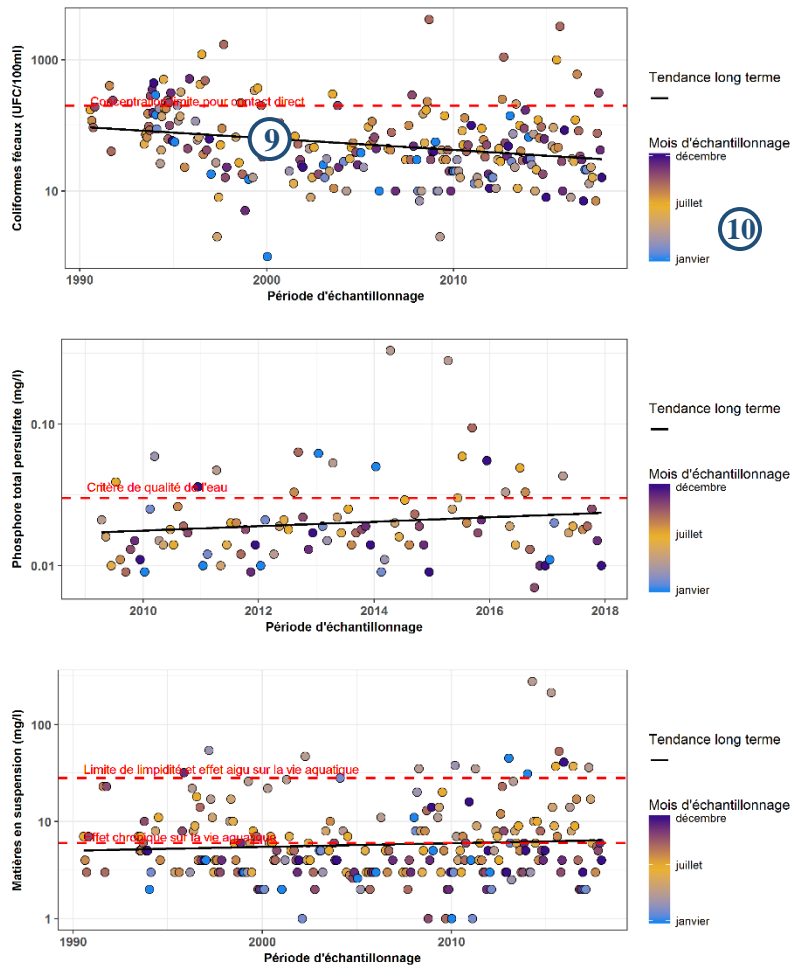 Coliformes fécaux (UFC/100ml)
1000
10
Concentration limite pour contact direct
9
1990
2000
2010
Période d'échantillonnage
Tendance long terme
Mois d'échantillonnage
décembre
juillet
janvier
10
Phosphore total persulfate (mg/l)
0.10
0.01
Critère de qualité de l'eau
2010
2012
2014
2016
2018
Période d'échantillonnage
Tendance long terme
Mois d'échantillonnage
décembre
juillet
janvier
Matières en suspension (mg/l)
100
10
1
Limite de limpidité et effet aigu sur la vie aquatique
Effet chronique sur la vie aquatique
1990
2000
2010
Période d'échantillonnage
Tendance long terme
Mois d'échantillonnage
décembre
juillet
janvier